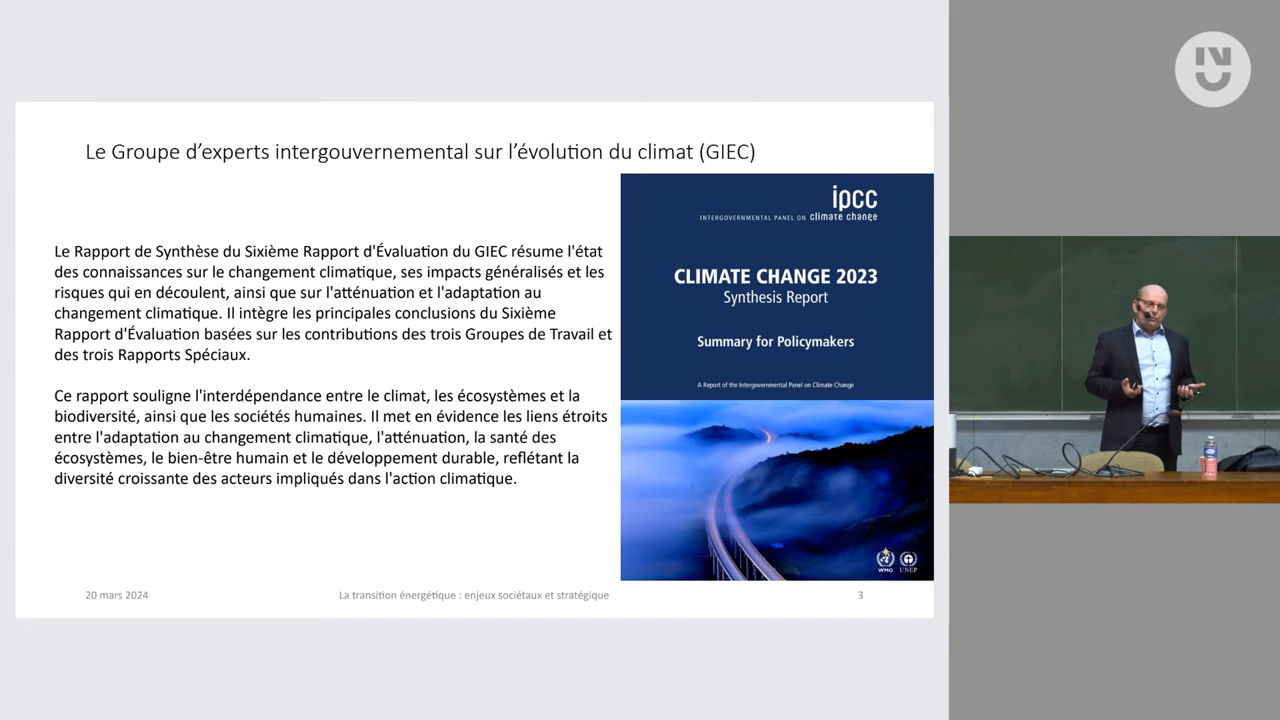 Le Groupe d’experts intergouvernemental sur l’évolution du climat (GIEC)
Le Rapport de Synthèse du Sixième Rapport d'Évaluation du GIEC résume l'état
des connaissances sur le changement climatique, ses impacts généralisés et les
risques qui en découlent, ainsi que sur l'atténuation et l'adaptation au
changement climatique. Il intègre les principales conclusions du Sixième
Rapport d'Évaluation basées sur les contributions des trois Groupes de Travail et
des trois Rapports Spéciaux.
Ce rapport souligne l'interdépendance entre le climat, les écosystèmes et la
biodiversité, ainsi que les sociétés humaines. Il met en évidence les liens étroits
entre l'adaptation au changement climatique, l'atténuation, la santé des
écosystèmes, le bien-être humain et le développement durable, reflétant la
diversité croissante des acteurs impliqués dans l'action climatique.
ipcc
INTERGOVERNMENTAL PANEL ON climate change
CLIMATE CHANGE 2023
Synthesis Report
Summary for Policymakers
A Report of the Intergovernmental Panel on Climate Change
WMO
UNEP
20 mars 2024
La transition énergétique : enjeux sociétaux et stratégique
3
INU